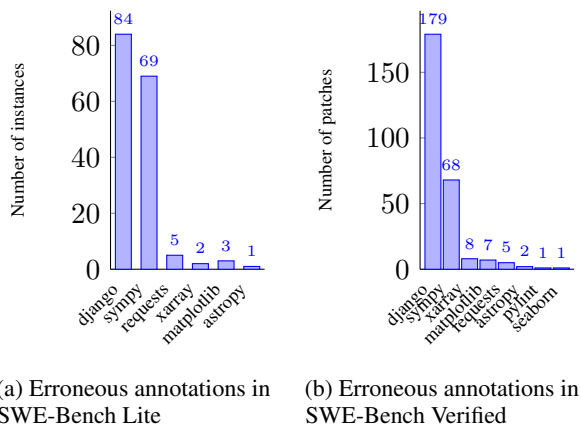 84
69
5
2
3
1
80
60
40
20
0
Number of instances
django
sympy
requests
xarray
matplotlib
astropy
(a) Erroneous annotations in
SWE-Bench Lite
179
68
8
7
5
2
1
1
150
100
50
0
Number of patches
django
sympy
xarray
matplotlib
requests
astropy
pylint
seaborn
(b) Erroneous annotations in
SWE-Bench Verified